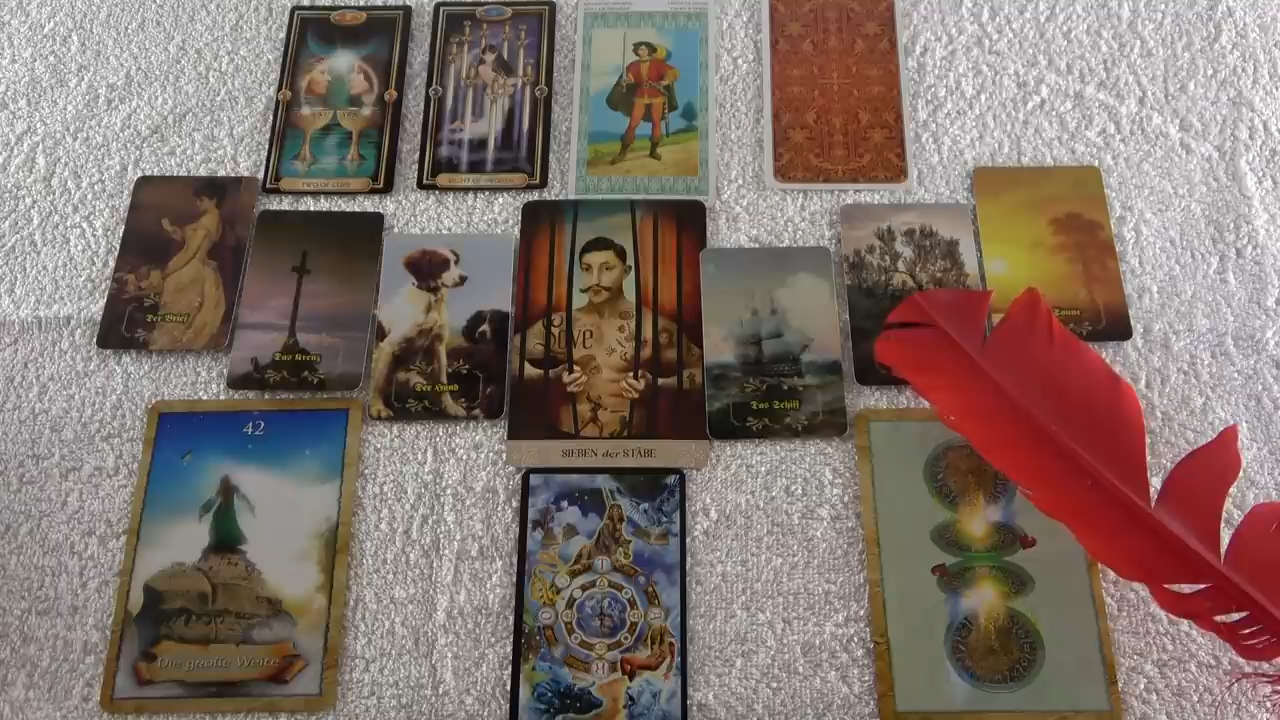 TWO OF CUPS
EIGHT OF SWORDS
Der Brief
Das Kreuz
Der Hund
Love
SIEBEN der STÄBE
Das Schiff
Sonne
42
Die große Weite